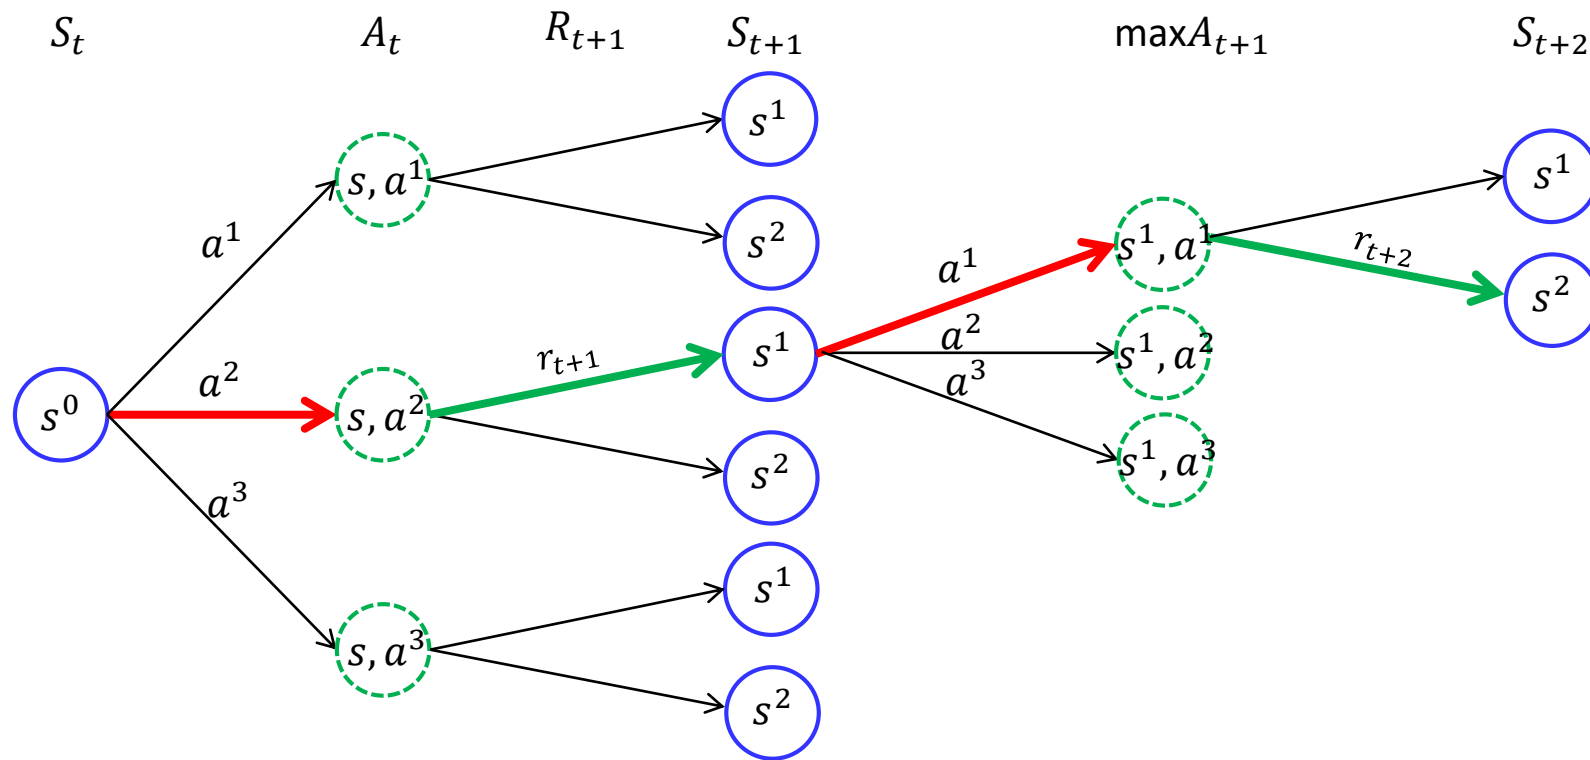 S_t A_t R_{t+1} S_{t+1} maxA_{t+1} S_{t+2}
s^1
s^1
s, a^1
s^2
s^1, a^1
r_{t+2}
a^1
a^1
s^2
a^2
s^1
s^1, a^2
r_{t+1}
a^3
a^2
s^0
s, a^2
s^1, a^3
s^2
a^3
s^1
s, a^3
s^2